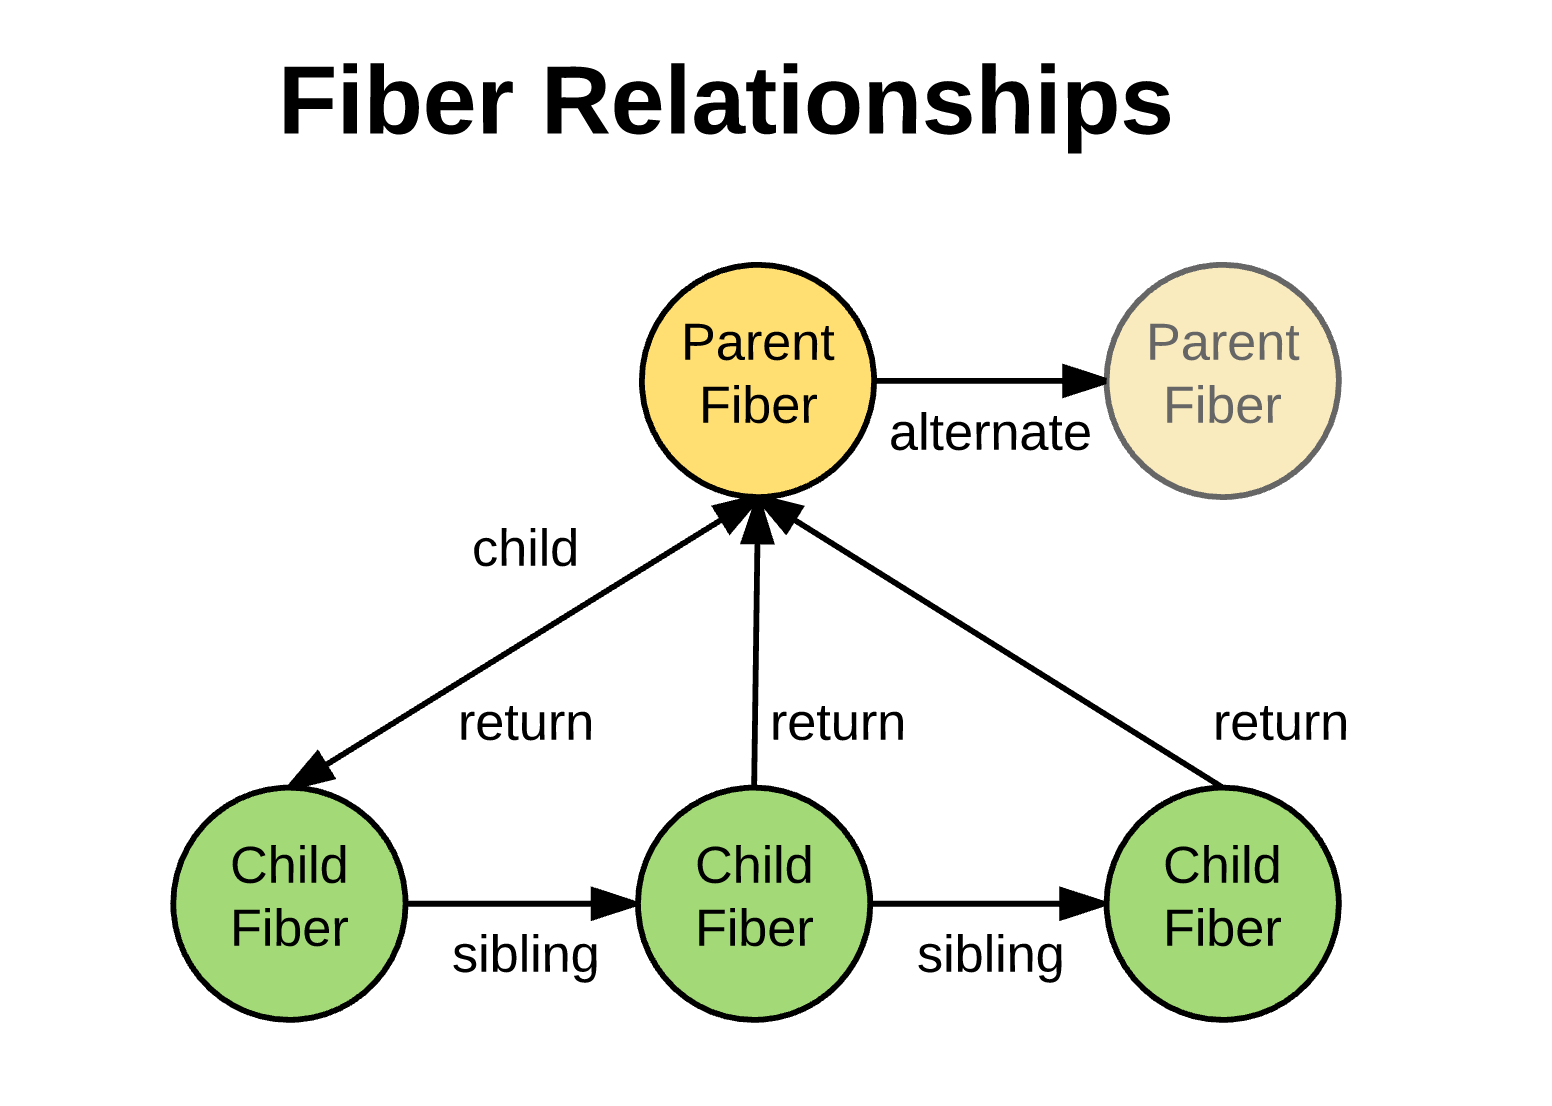 Fiber Relationships
Parent
Fiber
alternate
Parent
Fiber
child
return
return
return
Child
Fiber
sibling
Child
Fiber
sibling
Child
Fiber